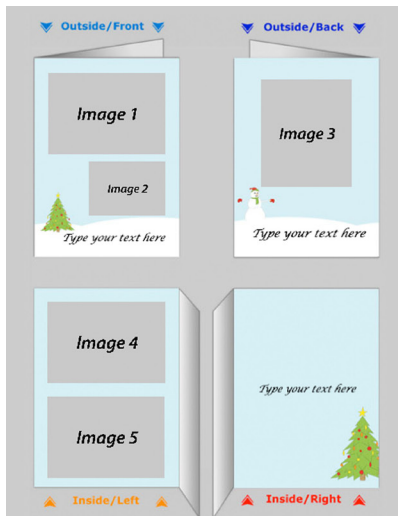 Outside/Front
Outside/Back
Image 1
Image 2
Type your text here
Image 3
Type your text here
Image 4
Image 5
Type your text here
Inside/Left
Inside/Right